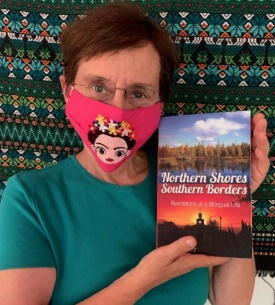 Northern Shores
Southern Borders
Revelations of a Bilingual Life